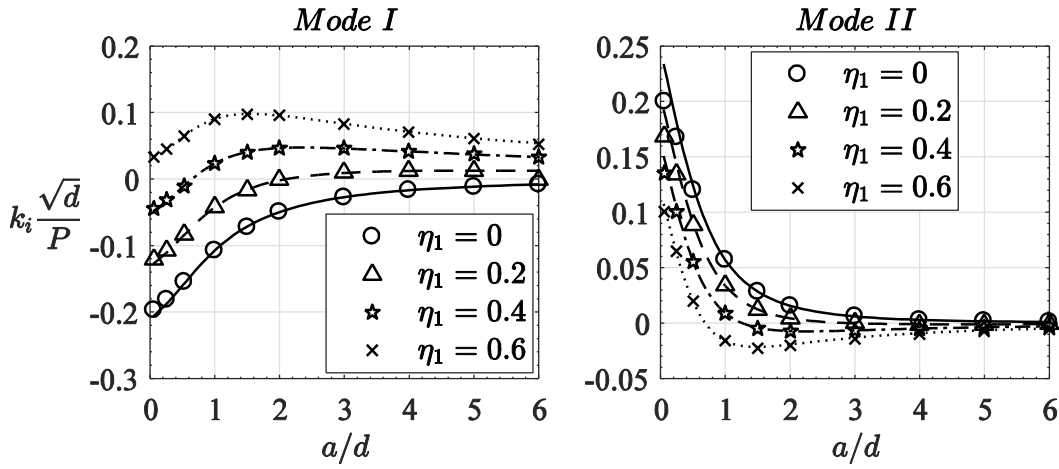 Mode I
0.2
0.1
0
-0.1
-0.2
-0.3
k_i √d/P
η₁ = 0
η₁ = 0.2
η₁ = 0.4
η₁ = 0.6
0 1 2 3 4 5 6
a/d
Mode II
0.25
0.2
0.15
0.1
0.05
0
-0.05
η₁ = 0
η₁ = 0.2
η₁ = 0.4
η₁ = 0.6
0 1 2 3 4 5 6
a/d